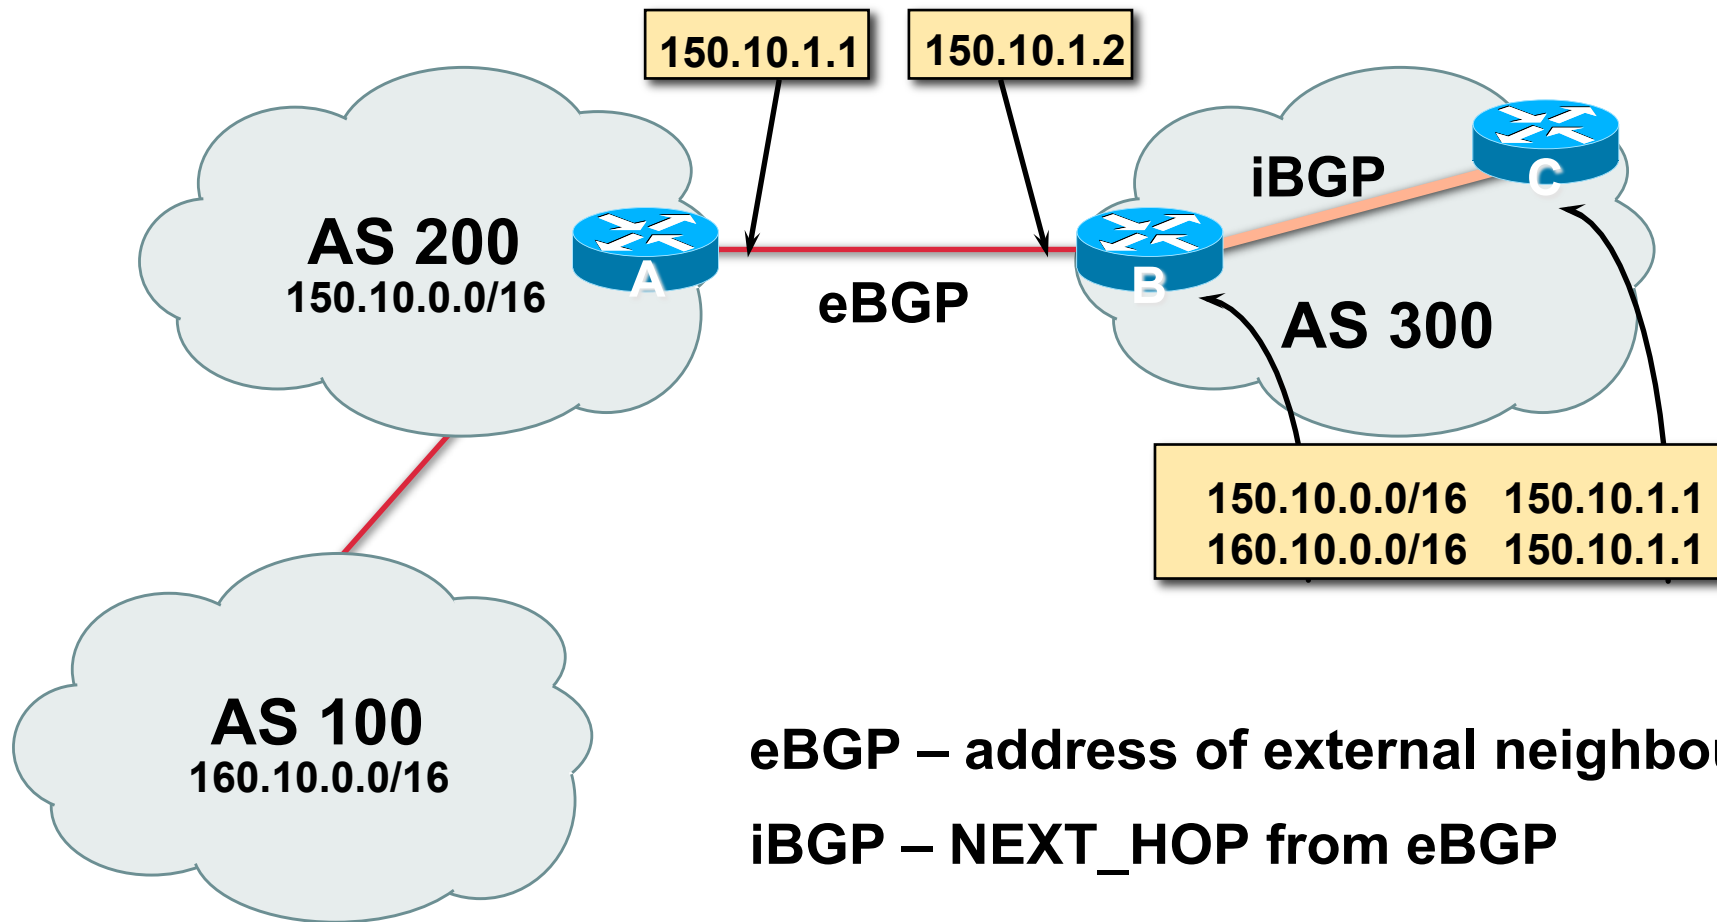 150.10.1.1
150.10.1.2
iBGP
C
AS 200
150.10.0.0/16
A
eBGP
B
AS 300
150.10.0.0/16 150.10.1.1
160.10.0.0/16 150.10.1.1
AS 100
160.10.0.0/16
eBGP – address of external neighbou
iBGP – NEXT_HOP from eBGP